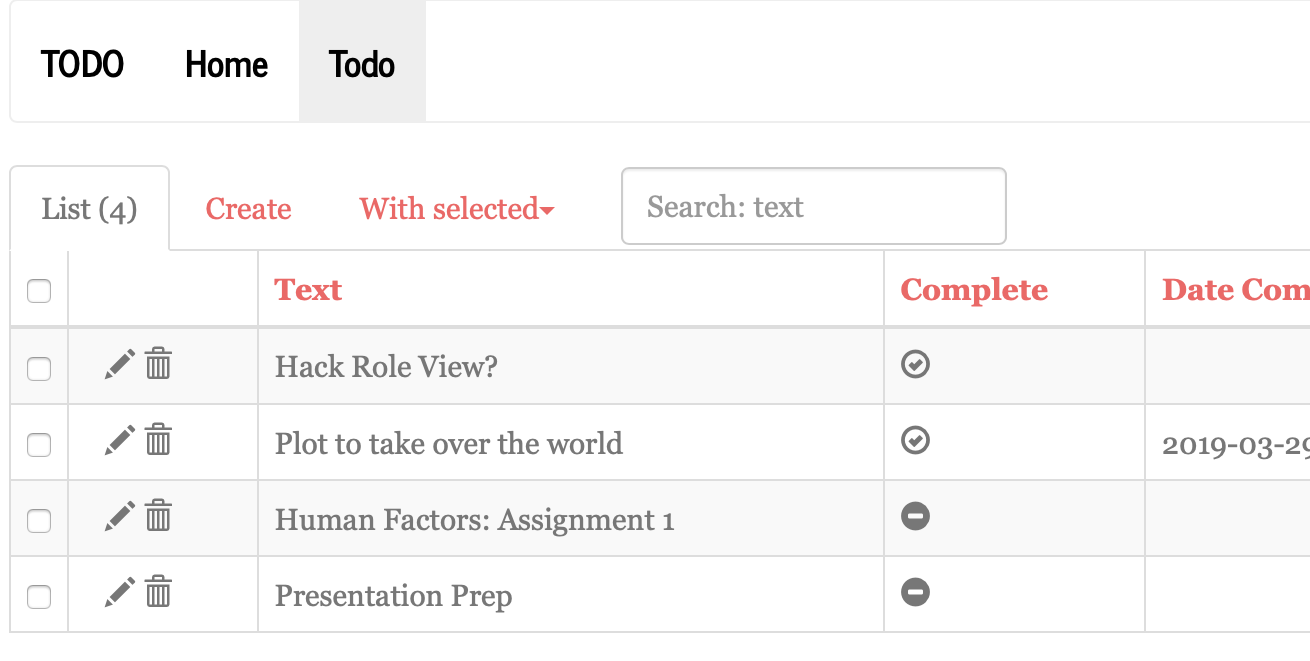 TODO Home Todo
List (4) Create With selected Search: text
Text Complete Date Com
Hack Role View?
Plot to take over the world 2019-03-29
Human Factors: Assignment 1
Presentation Prep